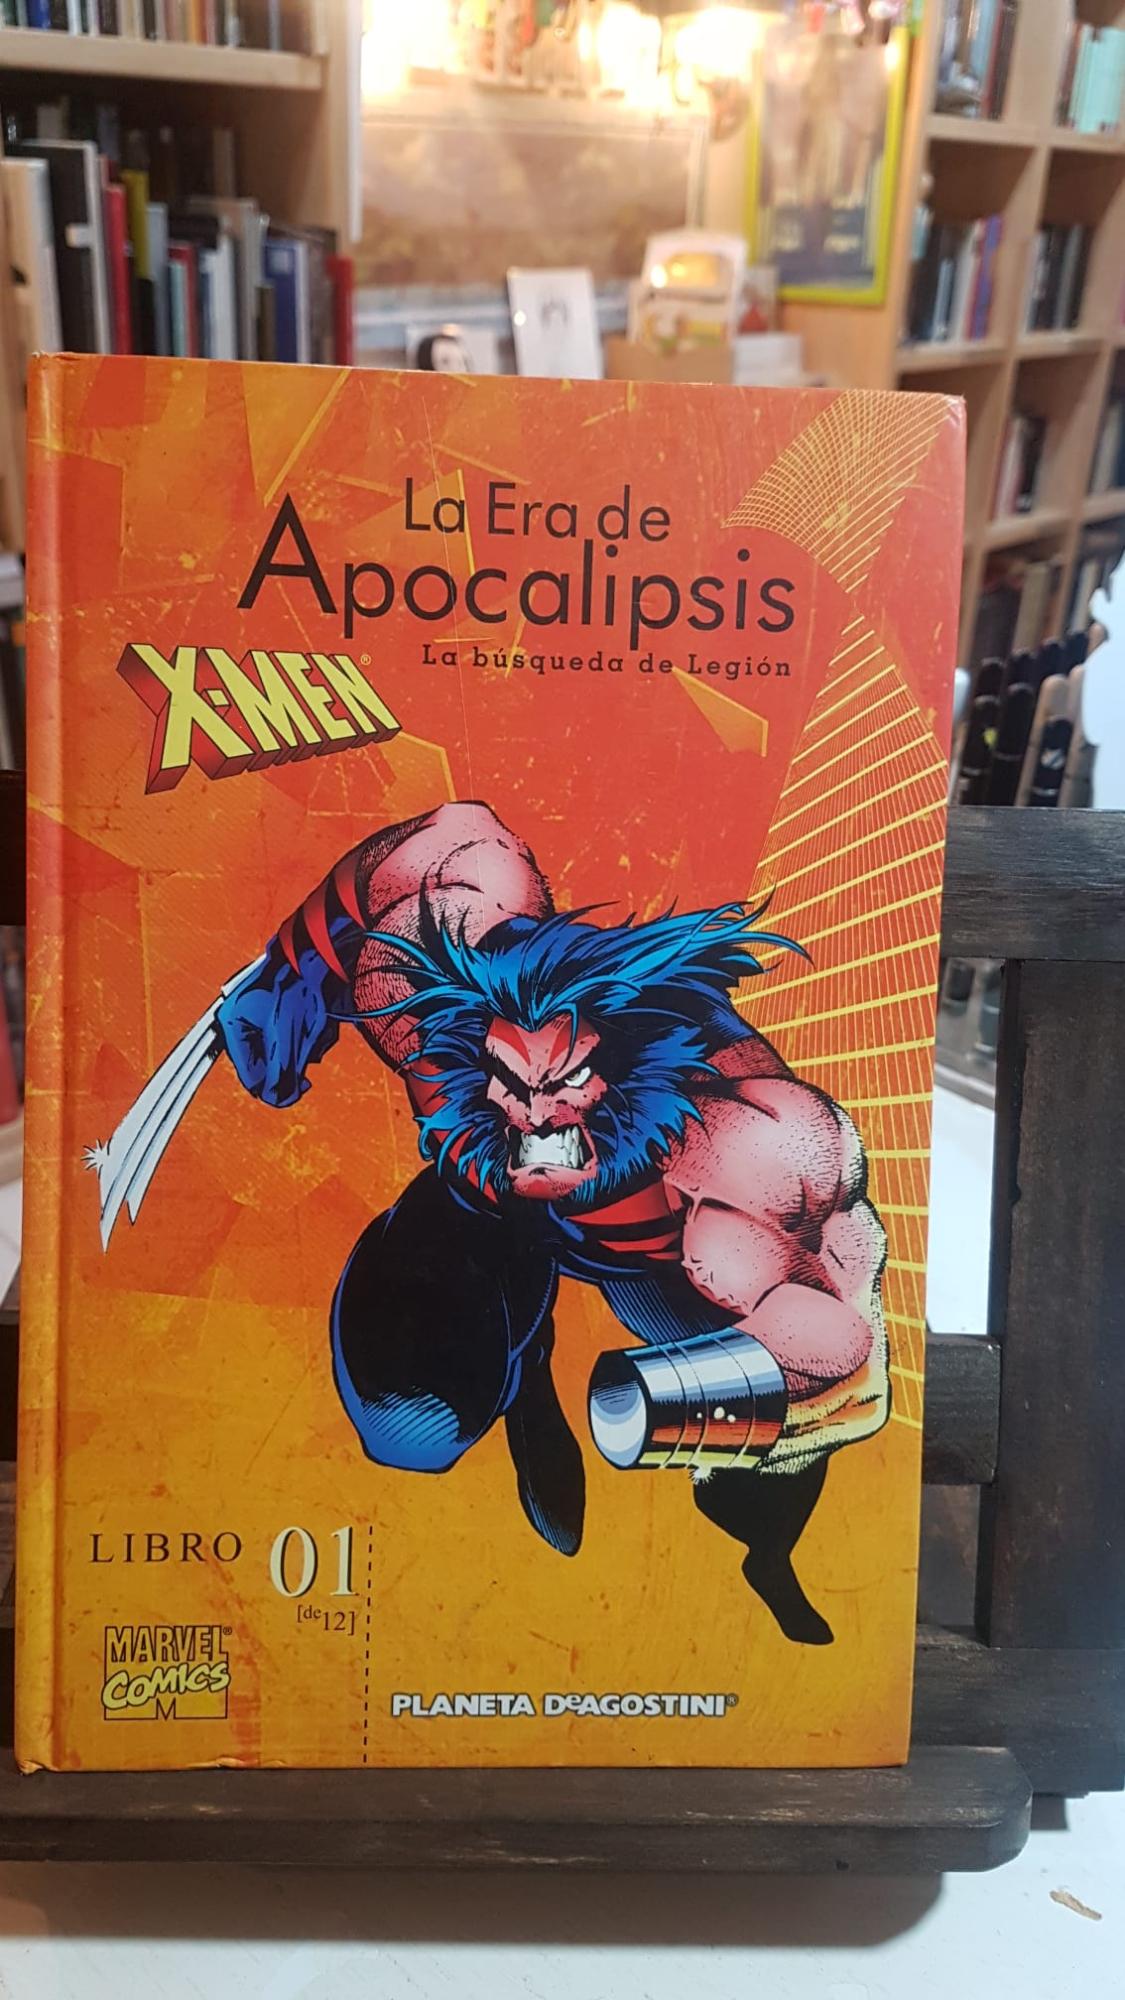 La Era de
Apocalipsis
La búsqueda de Legión
X-MEN®
LIBRO 01
[de 12]
MARVEL®
COMICS
M
PLANETA DeAGOSTINI®